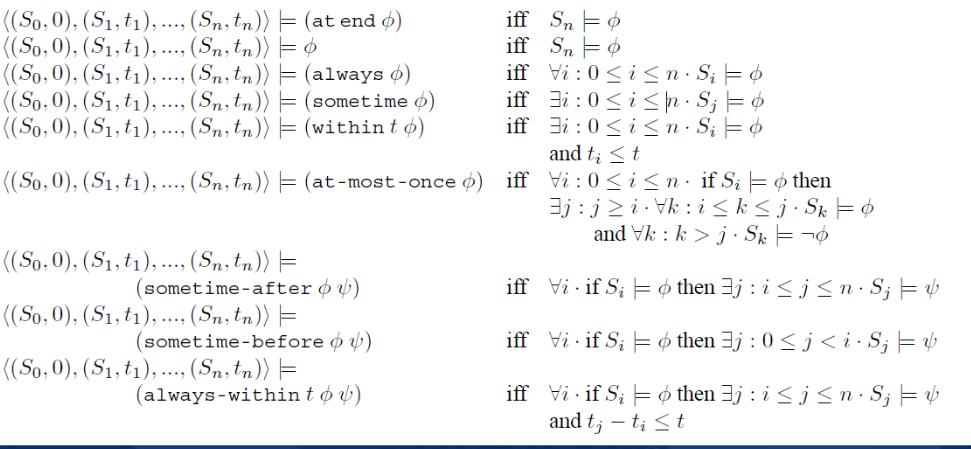 ⟨(S₀, 0), (S₁, t₁), ..., (Sₙ, tₙ)⟩ ⊨ (at end ϕ) iff Sₙ ⊨ ϕ
⟨(S₀, 0), (S₁, t₁), ..., (Sₙ, tₙ)⟩ ⊨ ϕ iff Sₙ ⊨ ϕ
⟨(S₀, 0), (S₁, t₁), ..., (Sₙ, tₙ)⟩ ⊨ (always ϕ) iff ∀i : 0 ≤ i ≤ n · Sᵢ ⊨ ϕ
⟨(S₀, 0), (S₁, t₁), ..., (Sₙ, tₙ)⟩ ⊨ (sometime ϕ) iff ∃i : 0 ≤ i ≤ n · Sⱼ ⊨ ϕ
⟨(S₀, 0), (S₁, t₁), ..., (Sₙ, tₙ)⟩ ⊨ (within t ϕ) iff ∃i : 0 ≤ i ≤ n · Sᵢ ⊨ ϕ
and tᵢ ≤ t
⟨(S₀, 0), (S₁, t₁), ..., (Sₙ, tₙ)⟩ ⊨ (at-most-once ϕ) iff ∀i : 0 ≤ i ≤ n · if Sᵢ ⊨ ϕ then
∃j : j ≥ i · ∀k : i ≤ k ≤ j · Sₖ ⊨ ϕ
and ∀k : k > j · Sₖ ⊨ ¬ϕ
⟨(S₀, 0), (S₁, t₁), ..., (Sₙ, tₙ)⟩ ⊨
(sometime-after ϕ ψ) iff ∀i · if Sᵢ ⊨ ϕ then ∃j : i ≤ j ≤ n · Sⱼ ⊨ ψ
⟨(S₀, 0), (S₁, t₁), ..., (Sₙ, tₙ)⟩ ⊨
(sometime-before ϕ ψ) iff ∀i · if Sᵢ ⊨ ϕ then ∃j : 0 ≤ j < i · Sⱼ ⊨ ψ
⟨(S₀, 0), (S₁, t₁), ..., (Sₙ, tₙ)⟩ ⊨
(always-within t ϕ ψ) iff ∀i · if Sᵢ ⊨ ϕ then ∃j : i ≤ j ≤ n · Sⱼ ⊨ ψ
and tⱼ − tᵢ ≤ t